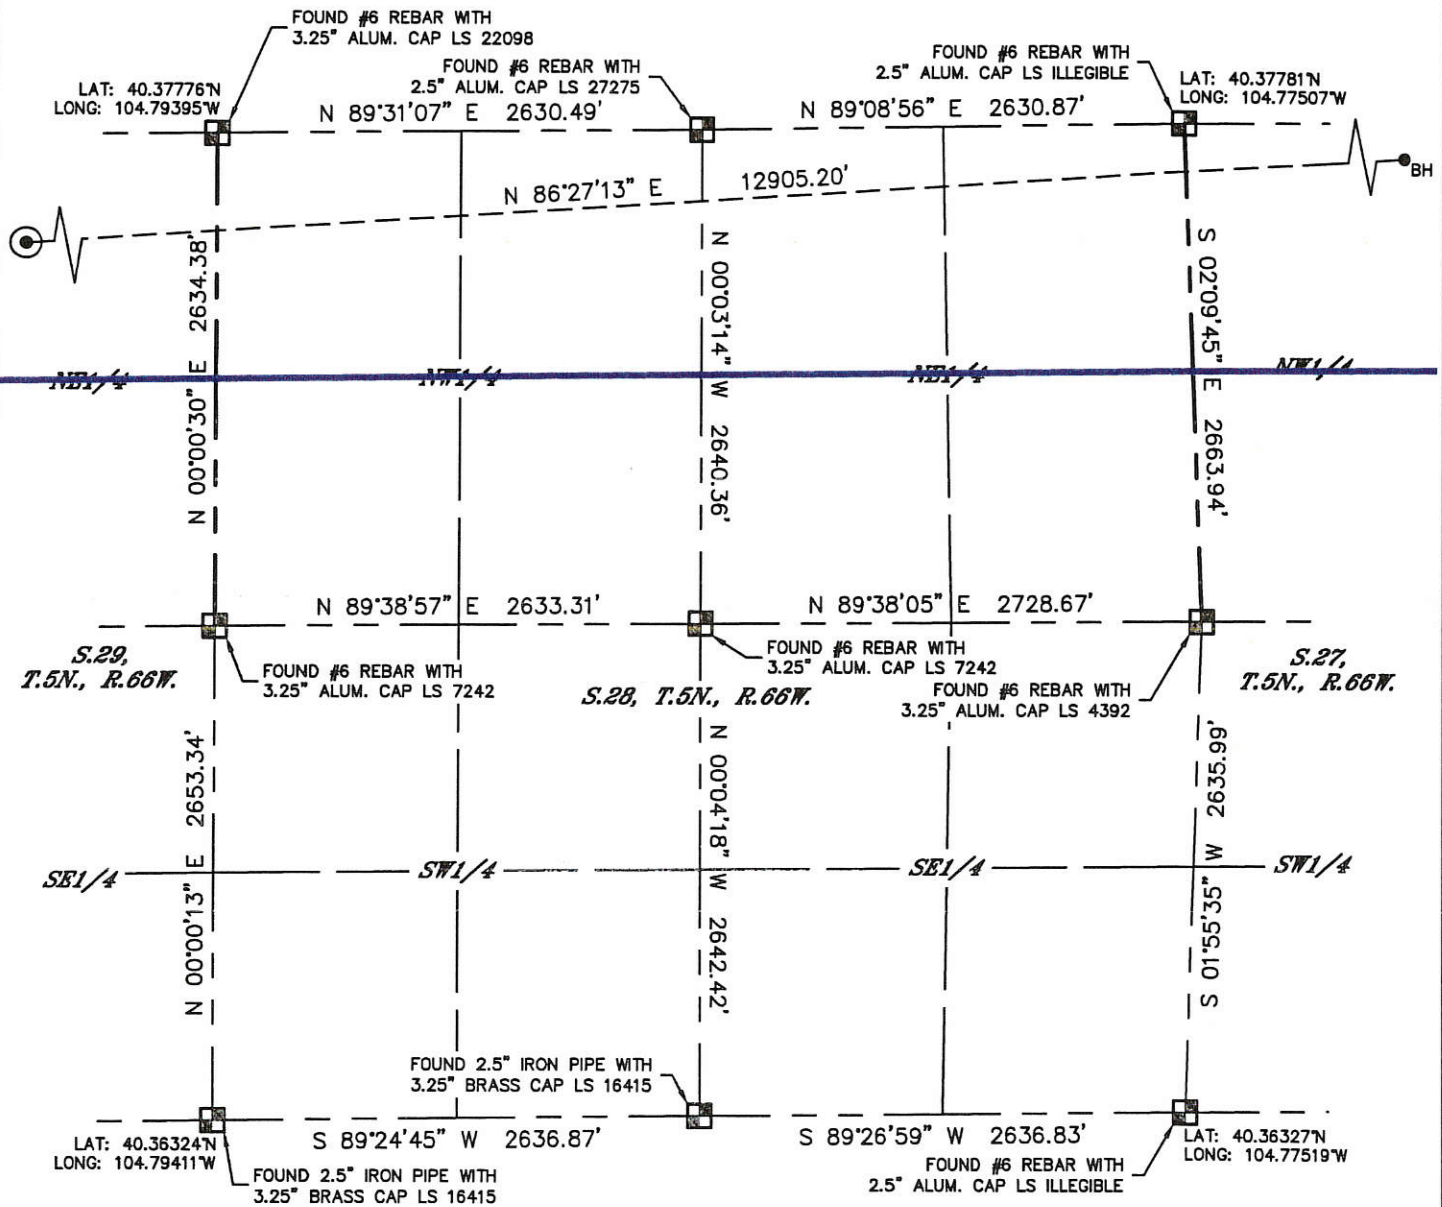 FOUND #6 REBAR WITH
3.25" ALUM. CAP LS 22098
FOUND #6 REBAR WITH
2.5" ALUM. CAP LS 27275
FOUND #6 REBAR WITH
2.5" ALUM. CAP LS ILLEGIBLE
LAT: 40.37776°N
LONG: 104.79395°W
LAT: 40.37781°N
LONG: 104.77507°W
N 89°31'07" E 2630.49'
N 89°08'56" E 2630.87'
N 86°27'13" E 12905.20'
BH
N 00°00'30" E 2634.38'
N 00°03'14" W 2640.36'
S 02°09'45" E 2663.94'
NE1/4
NW1/4
NE1/4
NW1/4
N 89°38'57" E 2633.31'
N 89°38'05" E 2728.67'
S.29,
T.5N., R.66W.
FOUND #6 REBAR WITH
3.25" ALUM. CAP LS 7242
FOUND #6 REBAR WITH
3.25" ALUM. CAP LS 7242
S.28, T.5N., R.66W.
FOUND #6 REBAR WITH
3.25" ALUM. CAP LS 4392
S.27,
T.5N., R.66W.
N 00°00'13" E 2653.34'
N 00°04'18" W 2642.42'
S 01°55'35" W 2635.99'
SE1/4
SW1/4
SE1/4
SW1/4
FOUND 2.5" IRON PIPE WITH
3.25" BRASS CAP LS 16415
S 89°24'45" W 2636.87'
S 89°26'59" W 2636.83'
LAT: 40.36324°N
LONG: 104.79411°W
FOUND 2.5" IRON PIPE WITH
3.25" BRASS CAP LS 16415
FOUND #6 REBAR WITH
2.5" ALUM. CAP LS ILLEGIBLE
LAT: 40.36327°N
LONG: 104.77519°W